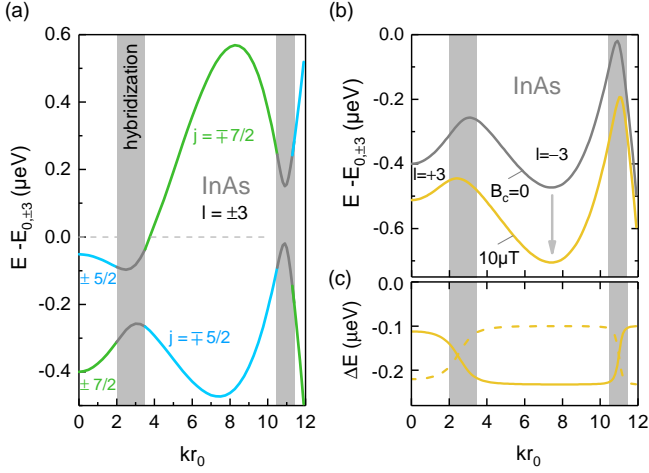 (a)
0.6
0.4
0.2
0.0
-0.2
-0.4
E -E0,±3 (µeV)
hybridization
j = ∓ 7/2
InAs
l = ±3
± 5/2
j = ∓ 5/2
± 7/2
0 2 4 6 8 10 12
kr0
(b)
0.0
-0.2
-0.4
-0.6
E -E0,±3 (µeV)
InAs
l=-3
l=+3
Bc=0
10µT
(c)
0.0
-0.1
-0.2
ΔE (µeV)
0 2 4 6 8 10 12
kr0